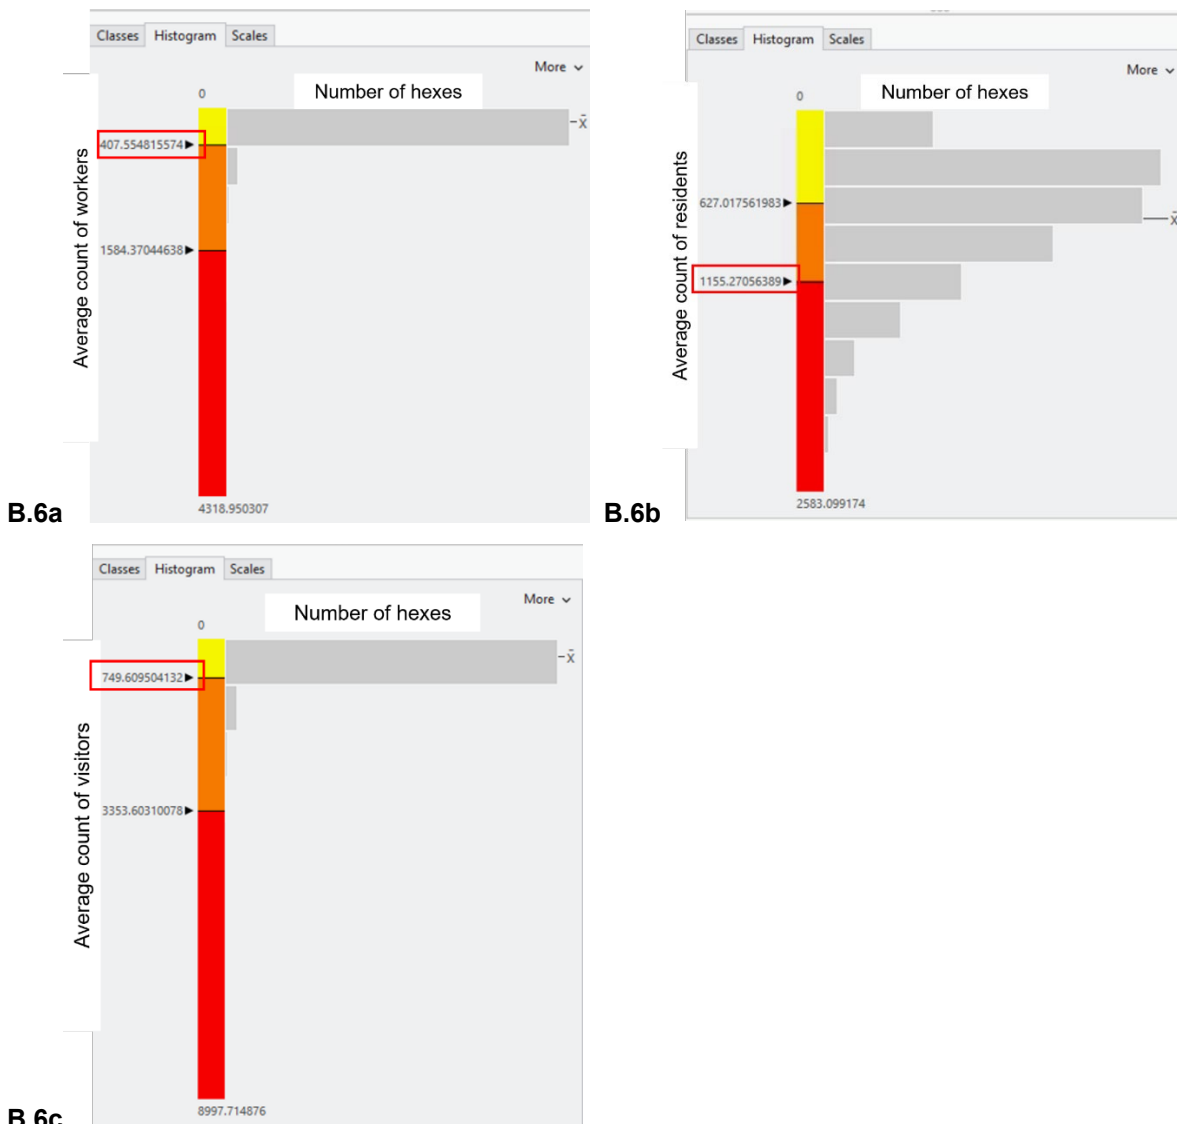 Classes Histogram Scales
More
0
Number of hexes
x̄
407.554815574
1584.37044638
Average count of workers
4318.950307
B.6a
Classes Histogram Scales
More
0
Number of hexes
627.017561983
x̄
1155.27056389
Average count of residents
2583.099174
B.6b
Classes Histogram Scales
More
0
Number of hexes
x̄
749.609504132
3353.60310078
Average count of visitors
8997.714876
B.6c